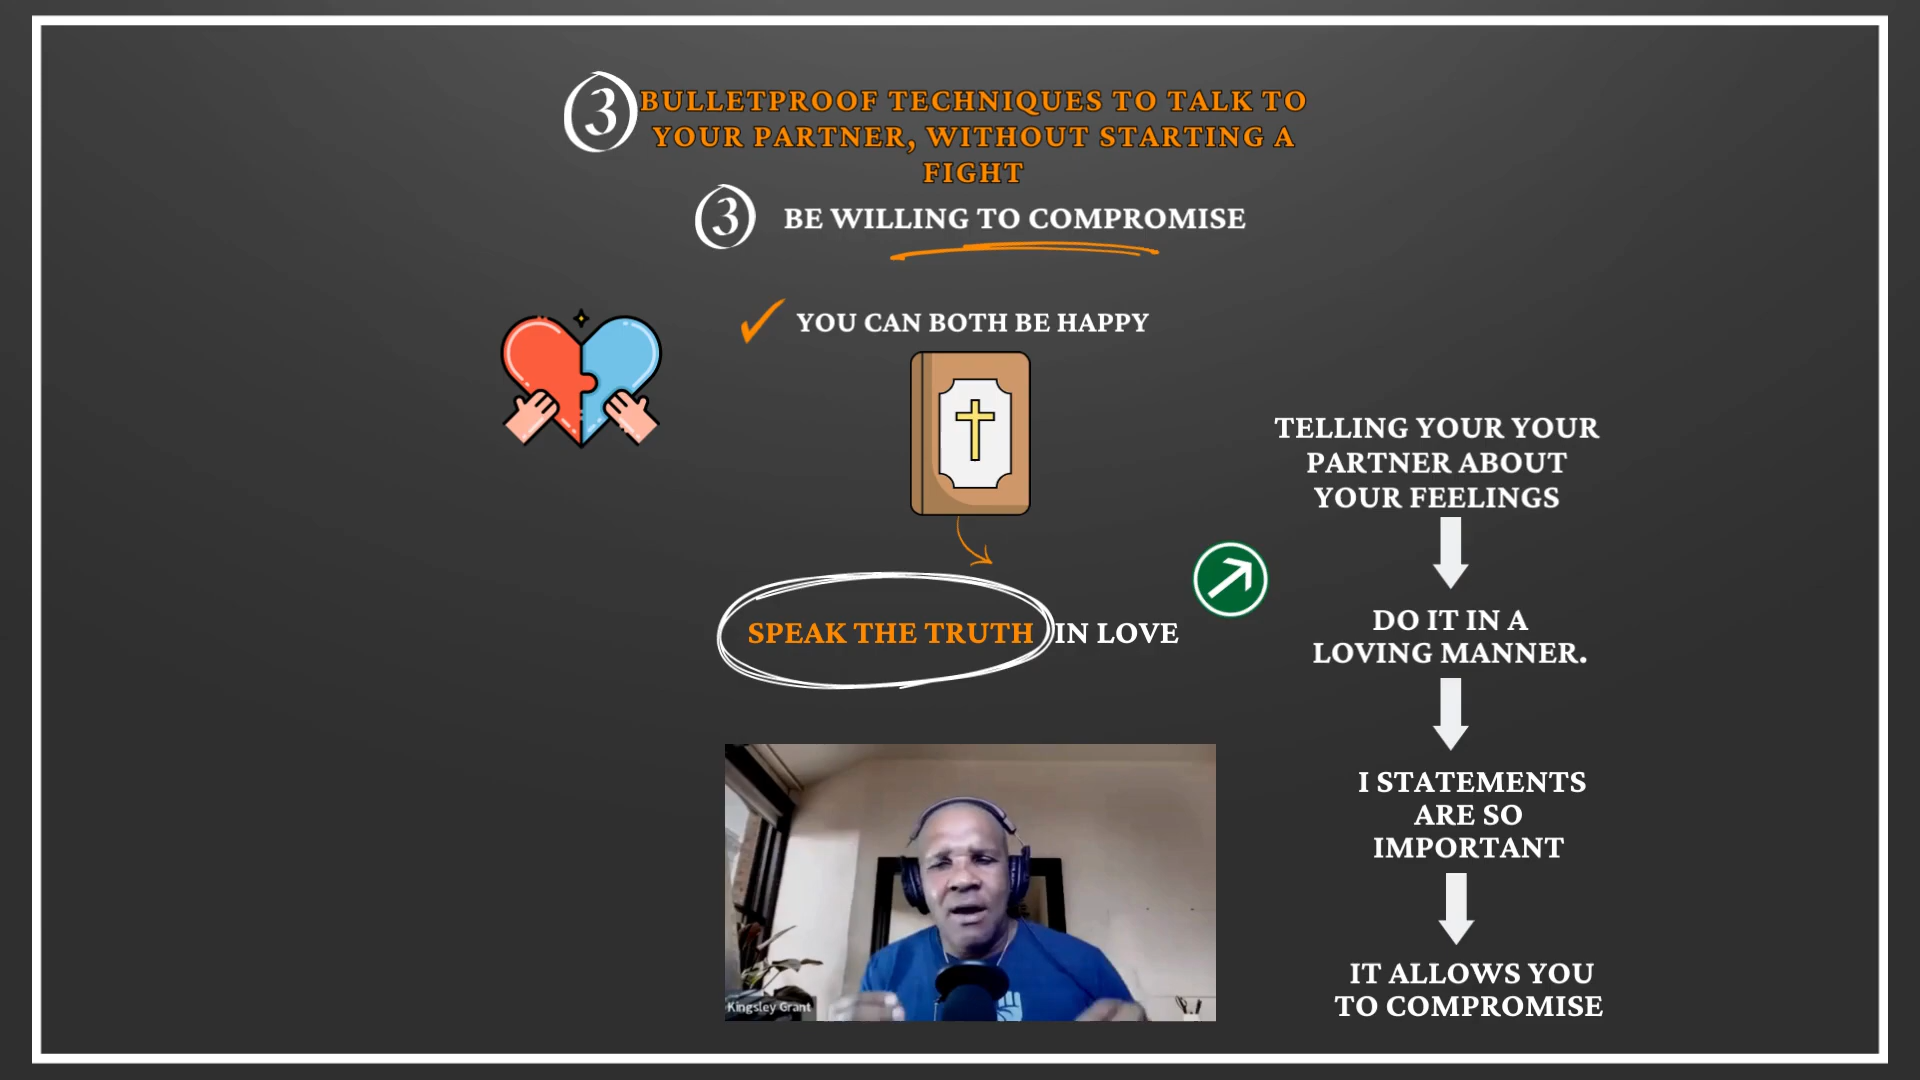 3
BULLETPROOF TECHNIQUES TO TALK TO
YOUR PARTNER, WITHOUT STARTING A
FIGHT
3 BE WILLING TO COMPROMISE
YOU CAN BOTH BE HAPPY
SPEAK THE TRUTH IN LOVE
TELLING YOUR YOUR
PARTNER ABOUT
YOUR FEELINGS
DO IT IN A
LOVING MANNER.
I STATEMENTS
ARE SO
IMPORTANT
IT ALLOWS YOU
TO COMPROMISE
Kingsley Grant